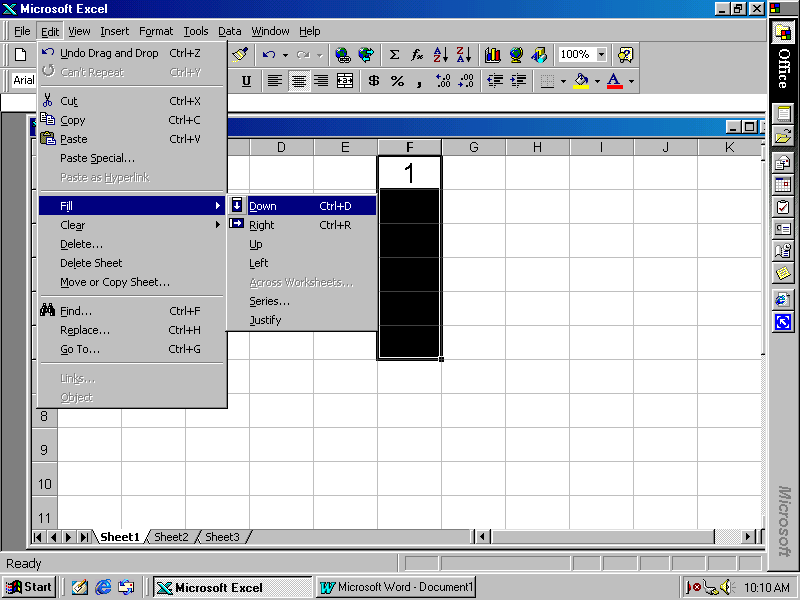 Microsoft Excel
File Edit View Insert Format Tools Data Window Help
Office
100%
Arial
U $ % ,
Undo Drag and Drop Ctrl+Z
Can't Repeat Ctrl+Y
Cut Ctrl+X
Copy Ctrl+C
Paste Ctrl+V
Paste Special...
Paste as Hyperlink
Fill
Clear
Delete...
Delete Sheet
Move or Copy Sheet...
Find... Ctrl+F
Replace... Ctrl+H
Go To... Ctrl+G
Links...
Object
Down Ctrl+D
Right Ctrl+R
Up
Left
Across Worksheets...
Series...
Justify
D E F G H I J K
1
8
9
10
11
Sheet1 Sheet2 Sheet3
Microsoft
Ready
Start Microsoft Excel Microsoft Word - Document1 10:10 AM